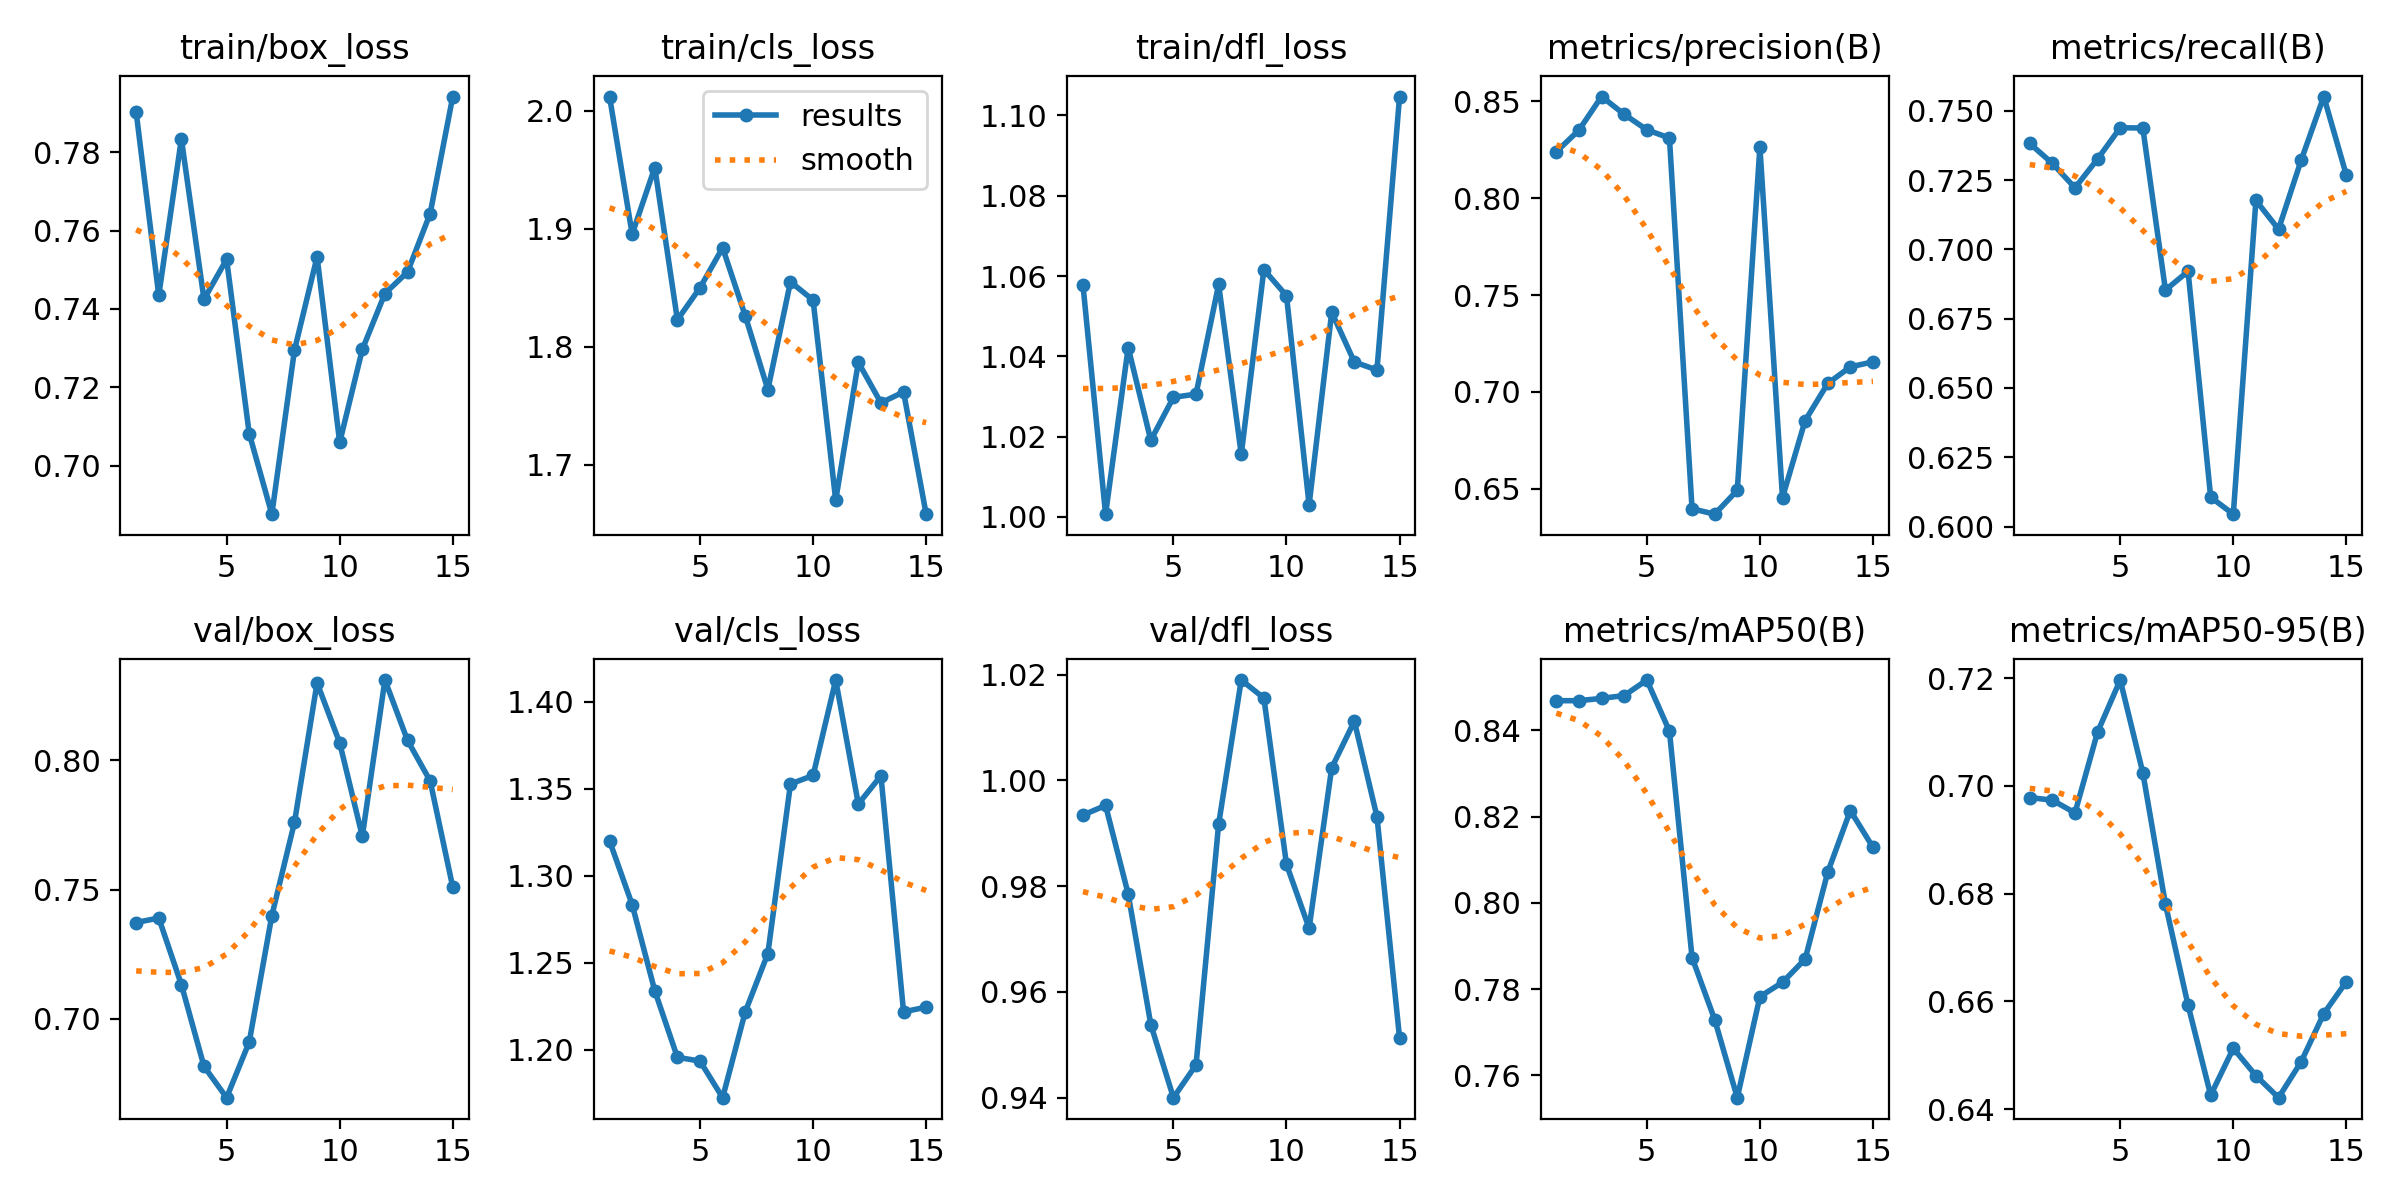 train/box_loss
0.78
0.76
0.74
0.72
0.70
5 10 15
train/cls_loss
results
smooth
2.0
1.9
1.8
1.7
5 10 15
train/dfl_loss
1.10
1.08
1.06
1.04
1.02
1.00
5 10 15
metrics/precision(B)
0.85
0.80
0.75
0.70
0.65
5 10 15
metrics/recall(B)
0.750
0.725
0.700
0.675
0.650
0.625
0.600
5 10 15
val/box_loss
0.80
0.75
0.70
5 10 15
val/cls_loss
1.40
1.35
1.30
1.25
1.20
5 10 15
val/dfl_loss
1.02
1.00
0.98
0.96
0.94
5 10 15
metrics/mAP50(B)
0.84
0.82
0.80
0.78
0.76
5 10 15
metrics/mAP50-95(B)
0.72
0.70
0.68
0.66
0.64
5 10 15